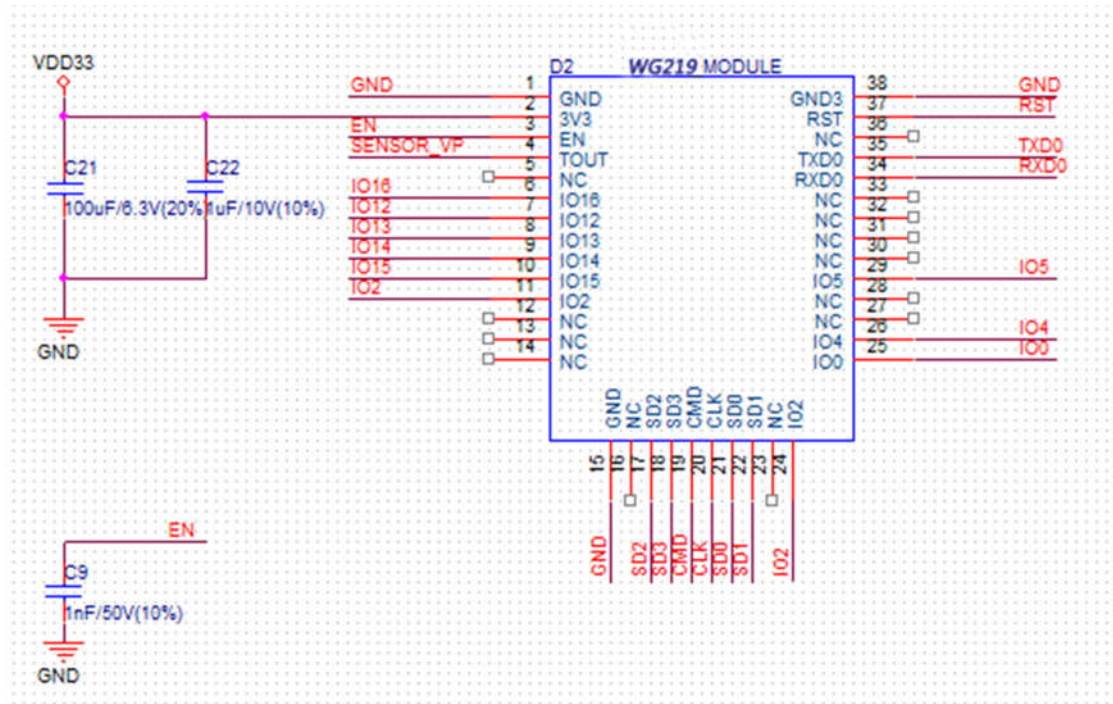 VDD33
C21
100uF/6.3V(20%)
C22
1uF/10V(10%)
GND
EN
C9
1nF/50V(10%)
GND
D2 WG219 MODULE
GND 1 GND
2 3V3
EN 3 EN
SENSOR_VP 4 TOUT
5 NC
IO16 6 IO16
IO12 7 IO12
IO13 8 IO13
IO14 9 IO14
IO15 10 IO15
IO2 11 IO2
12 NC
13 NC
14 NC
GND3 38 GND
RST 37 RST
NC 36
TXD0 35 TXD0
RXD0 34 RXD0
NC 33
NC 32
NC 31
NC 30
IO5 29 IO5
NC 28
NC 27
IO4 26 IO4
IO0 25 IO0
GND 15 GND
NC 16
SD2 17 SD2
SD3 18 SD3
CMD 19 CMD
CLK 20 CLK
SD0 21 SD0
SD1 22 SD1
NC 23
IO2 24 IO2